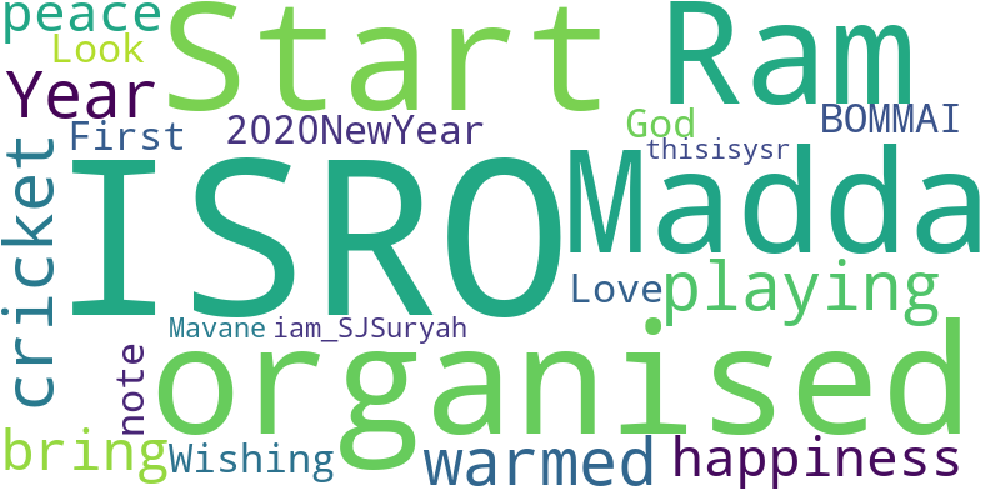 peace
Start
Ram
Look
Year
First
2020NewYear
God
BOMMAI
thisisysr
cricket
ISRO
Madda
Love
playing
Mavane
iam_SJSuryah
note
organised
bring
Wishing
warmed
happiness